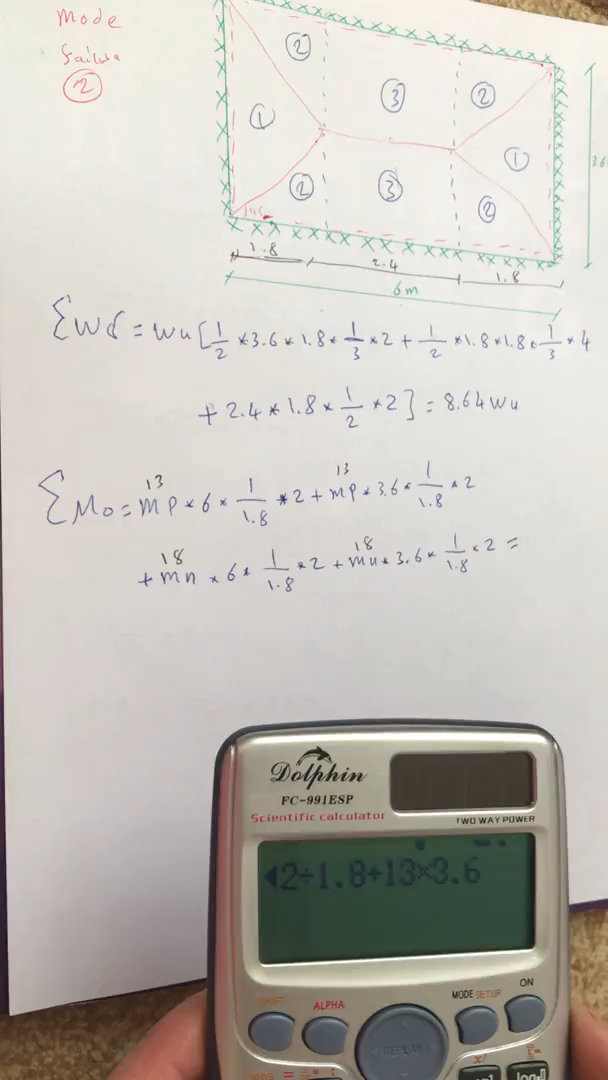 mode
failure
②
② ③ ② ① ① ② ③ ②
3.6
45
1.8 2.4 1.8
6m
∑Wδ = wu[1/2 * 3.6 * 1.8 * 1/3 * 2 + 1/2 * 1.8 * 1.8 * 1/3 * 4
+ 2.4 * 1.8 * 1/2 * 2] = 8.64 wu
13 13
∑Mθ = mp * 6 * 1/1.8 * 2 + mp * 3.6 * 1/1.8 * 2
18 18
+ mn * 6 * 1/1.8 * 2 + mn * 3.6 * 1/1.8 * 2 =
Dolphin
FC-991ESP
Scientific calculator TWO WAY POWER
◀2÷1.8+13×3.6
SHIFT ALPHA MODE SETUP ON
REPLAY